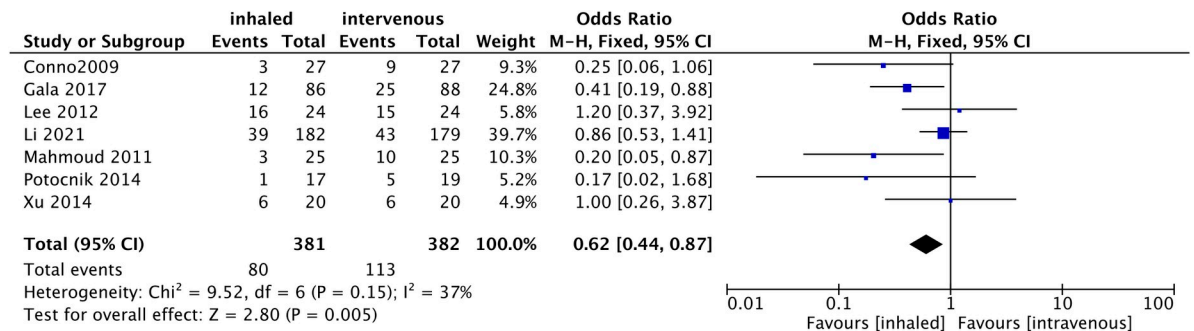 inhaled intervenous Odds Ratio Odds Ratio
Study or Subgroup Events Total Events Total Weight M-H, Fixed, 95% CI M-H, Fixed, 95% CI
Conno2009 3 27 9 27 9.3% 0.25 [0.06, 1.06]
Gala 2017 12 86 25 88 24.8% 0.41 [0.19, 0.88]
Lee 2012 16 24 15 24 5.8% 1.20 [0.37, 3.92]
Li 2021 39 182 43 179 39.7% 0.86 [0.53, 1.41]
Mahmoud 2011 3 25 10 25 10.3% 0.20 [0.05, 0.87]
Potocnik 2014 1 17 5 19 5.2% 0.17 [0.02, 1.68]
Xu 2014 6 20 6 20 4.9% 1.00 [0.26, 3.87]
Total (95% CI) 381 382 100.0% 0.62 [0.44, 0.87]
Total events 80 113
Heterogeneity: Chi² = 9.52, df = 6 (P = 0.15); I² = 37%
Test for overall effect: Z = 2.80 (P = 0.005)
0.01 0.1 1 10 100
Favours [inhaled] Favours [intravenous]